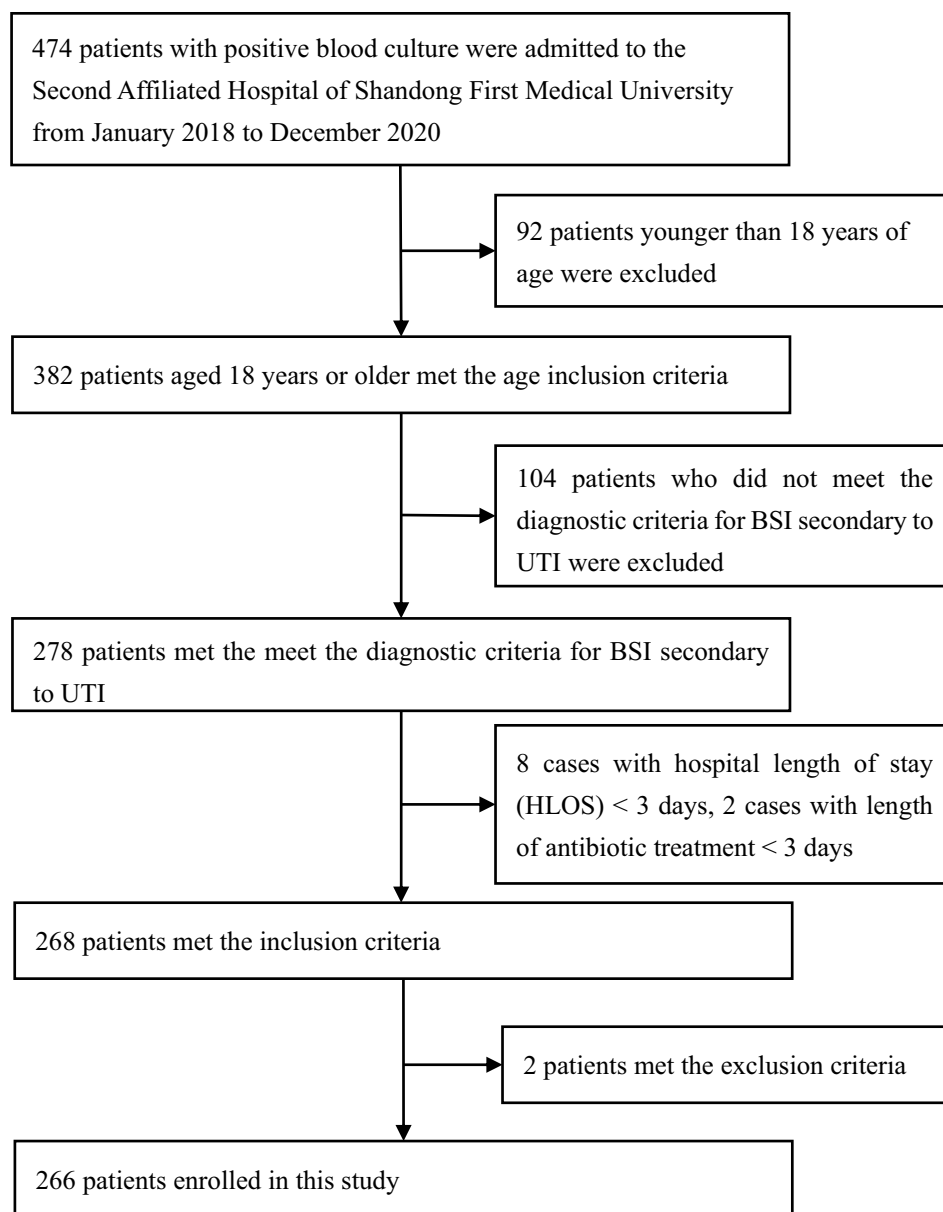 474 patients with positive blood culture were admitted to the
Second Affiliated Hospital of Shandong First Medical University
from January 2018 to December 2020
92 patients younger than 18 years of
age were excluded
382 patients aged 18 years or older met the age inclusion criteria
104 patients who did not meet the
diagnostic criteria for BSI secondary to
UTI were excluded
278 patients met the meet the diagnostic criteria for BSI secondary
to UTI
8 cases with hospital length of stay
(HLOS) < 3 days, 2 cases with length
of antibiotic treatment < 3 days
268 patients met the inclusion criteria
2 patients met the exclusion criteria
266 patients enrolled in this study